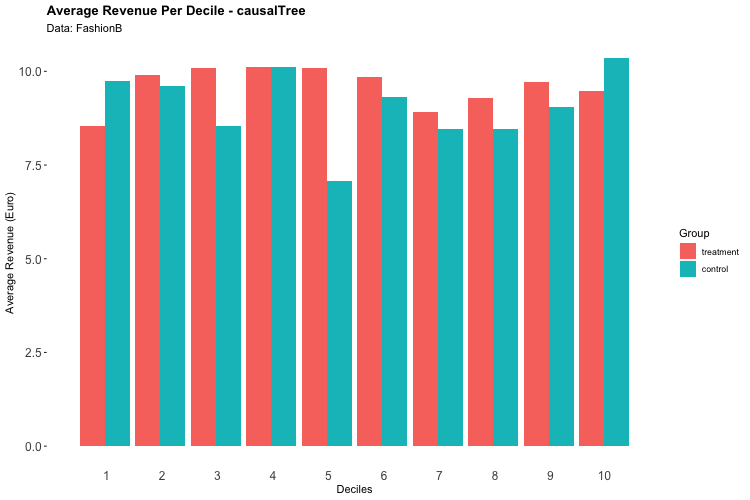 Average Revenue Per Decile - causalTree
Data: FashionB
10.0
7.5
5.0
2.5
0.0
Average Revenue (Euro)
1 2 3 4 5 6 7 8 9 10
Deciles
Group
treatment
control